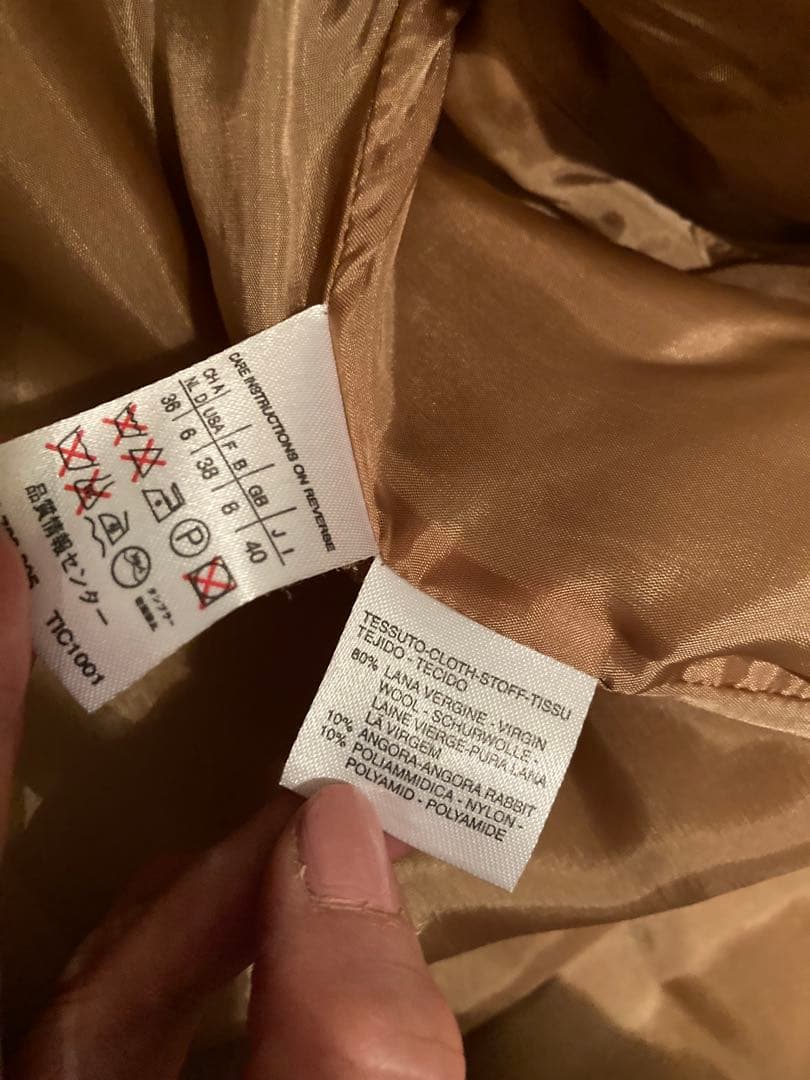 CARE INSTRUCTIONS ON REVERSE
CH A
NL D USA F B GB J I
36 6 38 8 40
P
品質情報センター
TIC1001
TESSUTO-CLOTH-STOFF-TISSU
TEJIDO - TECIDO
80% LANA VERGINE - VIRGIN
WOOL - SCHURWOLLE -
LAINE VIERGE-PURA LANA
LA VIRGEM
10% ANGORA-ANGORA RABBIT
10% POLIAMMIDICA - NYLON -
POLYAMID - POLYAMIDE